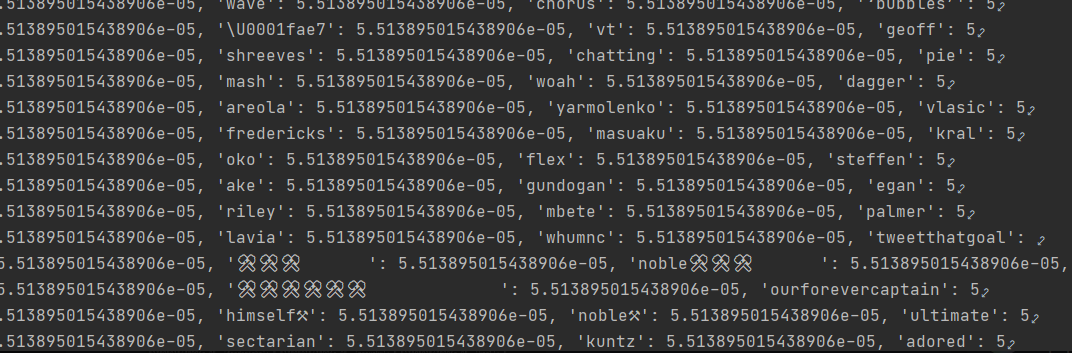 .513895015438906e-05, 'wave': 5.513895015438906e-05, 'chorus': 5.513895015438906e-05, ''bubbles'': 5
.513895015438906e-05, '\U0001fae7': 5.513895015438906e-05, 'vt': 5.513895015438906e-05, 'geoff': 5
.513895015438906e-05, 'shreeves': 5.513895015438906e-05, 'chatting': 5.513895015438906e-05, 'pie': 5
.513895015438906e-05, 'mash': 5.513895015438906e-05, 'woah': 5.513895015438906e-05, 'dagger': 5
.513895015438906e-05, 'areola': 5.513895015438906e-05, 'yarmolenko': 5.513895015438906e-05, 'vlasic': 5
.513895015438906e-05, 'fredericks': 5.513895015438906e-05, 'masuaku': 5.513895015438906e-05, 'kral': 5
.513895015438906e-05, 'oko': 5.513895015438906e-05, 'flex': 5.513895015438906e-05, 'steffen': 5
.513895015438906e-05, 'ake': 5.513895015438906e-05, 'gundogan': 5.513895015438906e-05, 'egan': 5
.513895015438906e-05, 'riley': 5.513895015438906e-05, 'mbete': 5.513895015438906e-05, 'palmer': 5
.513895015438906e-05, 'lavia': 5.513895015438906e-05, 'whumnc': 5.513895015438906e-05, 'tweetthatgoal':
5.513895015438906e-05, '⚒⚒⚒': 5.513895015438906e-05, 'noble⚒⚒⚒': 5.513895015438906e-05,
5.513895015438906e-05, '⚒⚒⚒⚒⚒⚒': 5.513895015438906e-05, 'ourforevercaptain': 5
.513895015438906e-05, 'himself⚒': 5.513895015438906e-05, 'noble⚒': 5.513895015438906e-05, 'ultimate': 5
.513895015438906e-05, 'sectarian': 5.513895015438906e-05, 'kuntz': 5.513895015438906e-05, 'adored': 5